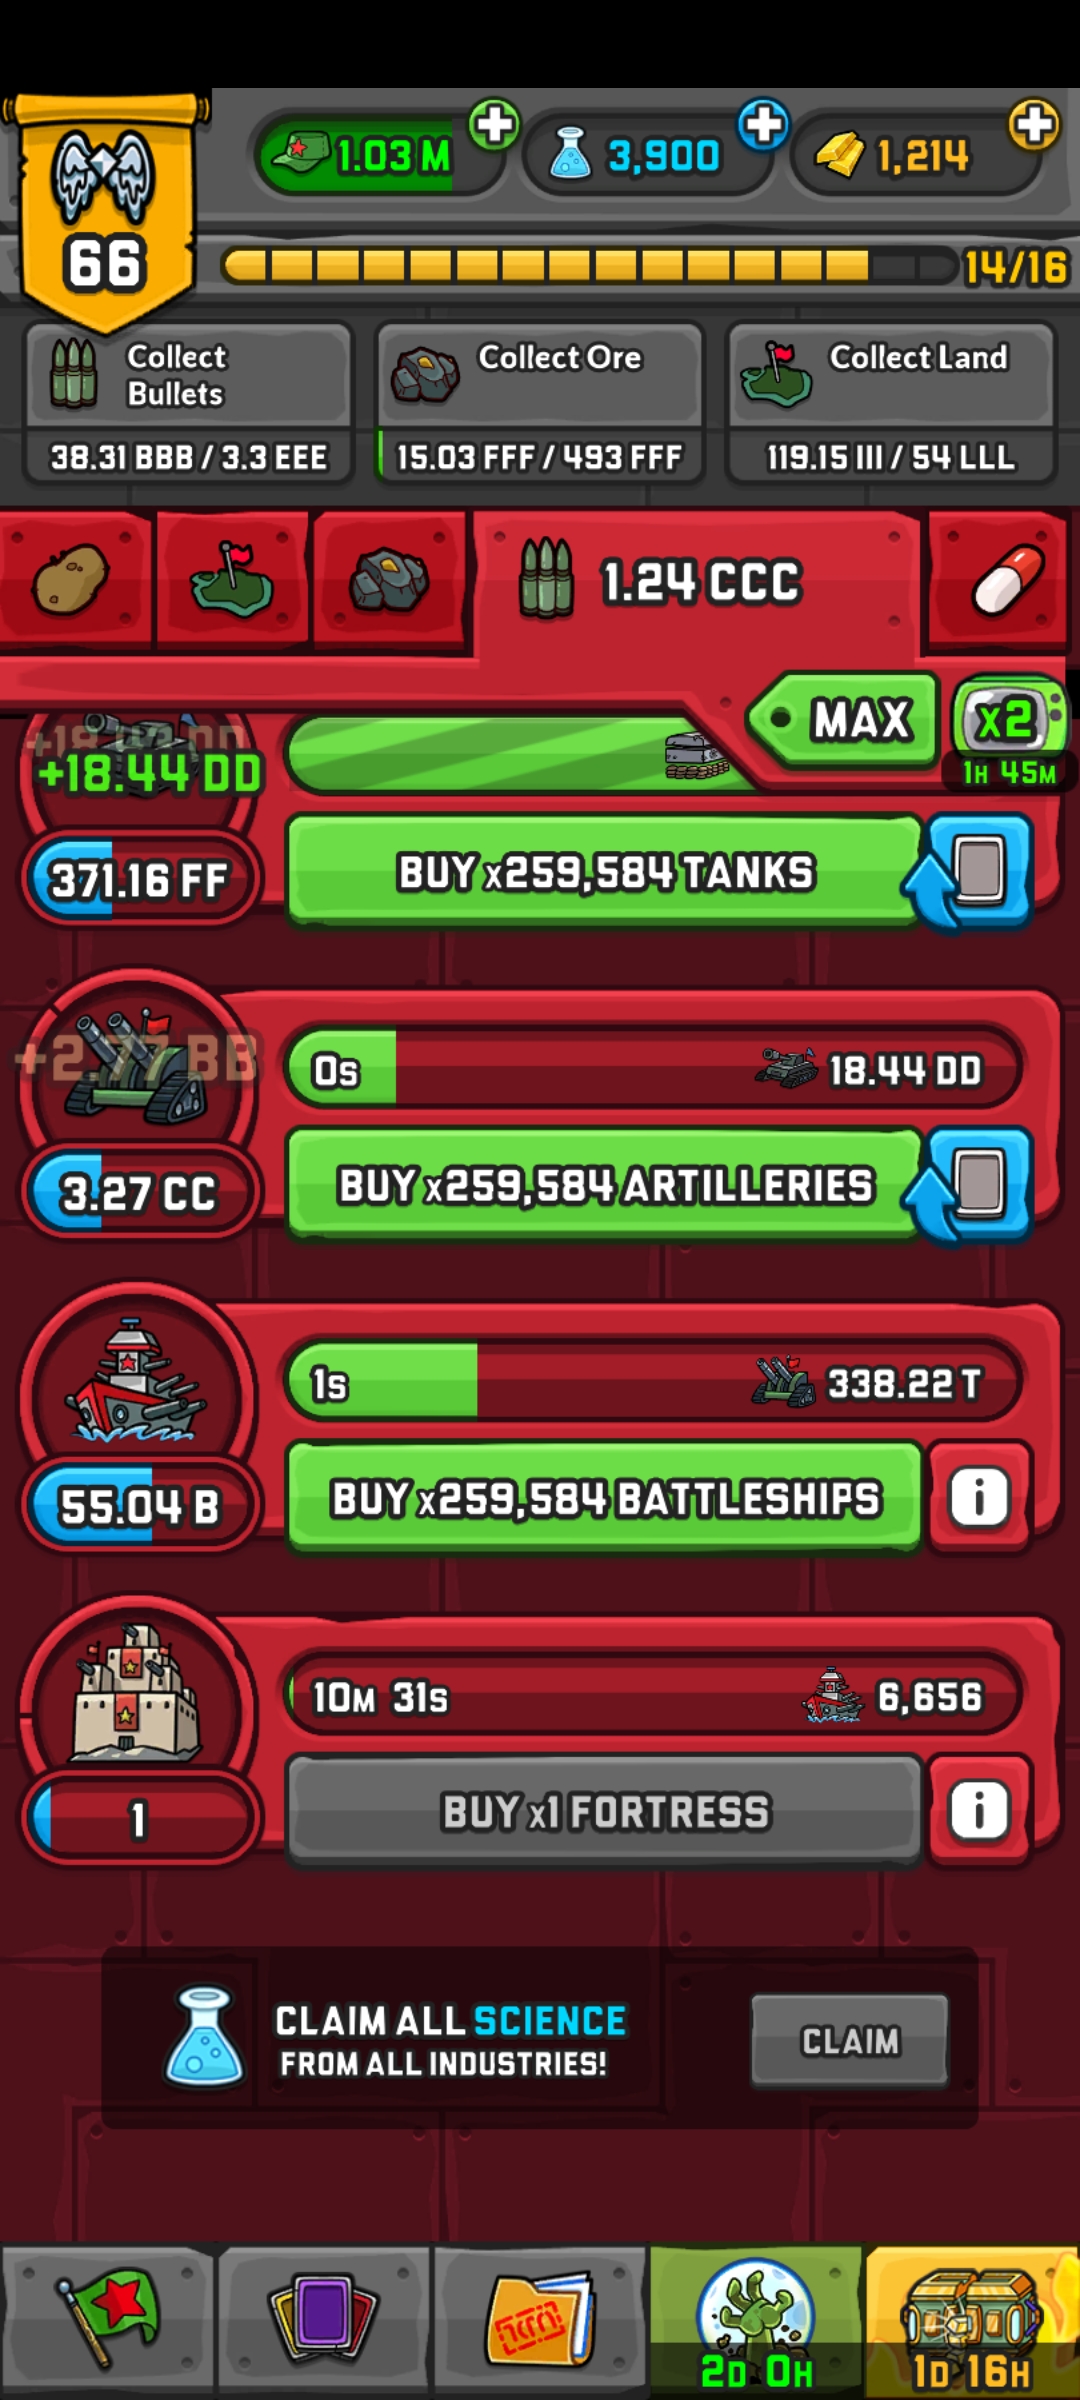 1.03 M
3,900
1,214
66
14/16
Collect
Bullets
Collect Ore
Collect Land
38.31 BBB / 3.3 EEE
15.03 FFF / 493 FFF
119.15 III / 54 LLL
1.24 CCC
MAX
x2
1H 45M
+18.44 DD
371.16 FF
BUY x259,584 TANKS
+2.77 BB
0s
18.44 DD
3.27 CC
BUY x259,584 ARTILLERIES
1s
338.22 T
55.04 B
BUY x259,584 BATTLESHIPS
i
10M 31s
6,656
1
BUY x1 FORTRESS
i
CLAIM ALL SCIENCE
FROM ALL INDUSTRIES!
CLAIM
2D 0H
1D 16H